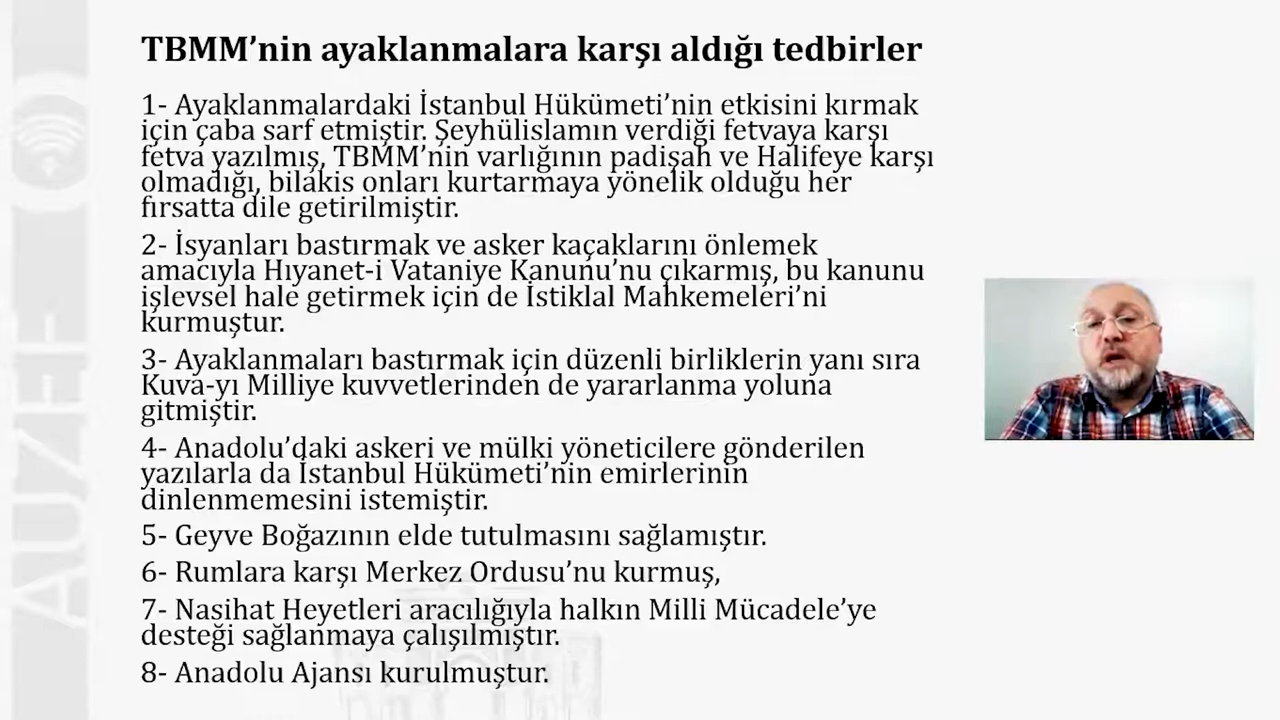 TBMM’nin ayaklanmalara karşı aldığı tedbirler
1- Ayaklanmalardaki İstanbul Hükümeti’nin etkisini kırmak
için çaba sarf etmiştir. Şeyhülislamın verdiği fetvaya karşı
fetva yazılmış, TBMM’nin varlığının padişah ve Halifeye karşı
olmadığı, bilakis onları kurtarmaya yönelik olduğu her
fırsatta dile getirilmiştir.
2- İsyanları bastırmak ve asker kaçaklarını önlemek
amacıyla Hıyanet-i Vataniye Kanunu’nu çıkarmış, bu kanunu
işlevsel hale getirmek için de İstiklal Mahkemeleri’ni
kurmuştur.
3- Ayaklanmaları bastırmak için düzenli birliklerin yanı sıra
Kuva-yı Milliye kuvvetlerinden de yararlanma yoluna
gitmiştir.
4- Anadolu’daki askeri ve mülki yöneticilere gönderilen
yazılarla da İstanbul Hükümeti’nin emirlerinin
dinlenmemesini istemiştir.
5- Geyve Boğazının elde tutulmasını sağlamıştır.
6- Rumlara karşı Merkez Ordusu’nu kurmuş,
7- Nasihat Heyetleri aracılığıyla halkın Milli Mücadele’ye
desteği sağlanmaya çalışılmıştır.
8- Anadolu Ajansı kurulmuştur.
AUZEF